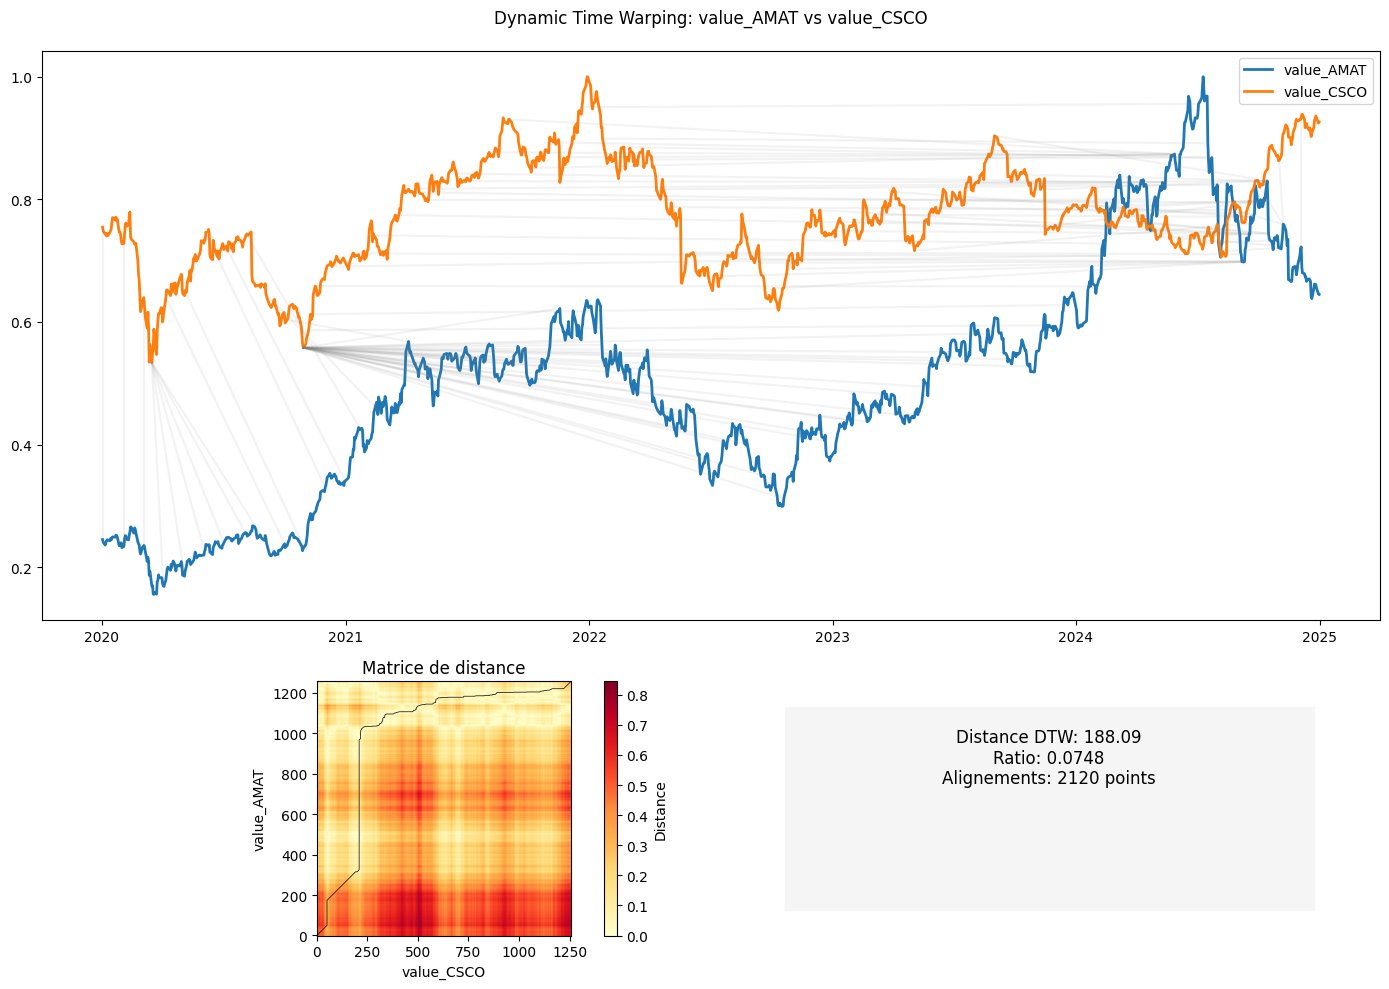 Dynamic Time Warping: value_AMAT vs value_CSCO
value_AMAT
value_CSCO
1.0
0.8
0.6
0.4
0.2
2020 2021 2022 2023 2024 2025
Matrice de distance
value_AMAT
1200
1000
800
600
400
200
0
0 250 500 750 1000 1250
value_CSCO
0.8
0.7
0.6
0.5
0.4
0.3
0.2
0.1
0.0
Distance
Distance DTW: 188.09
Ratio: 0.0748
Alignements: 2120 points